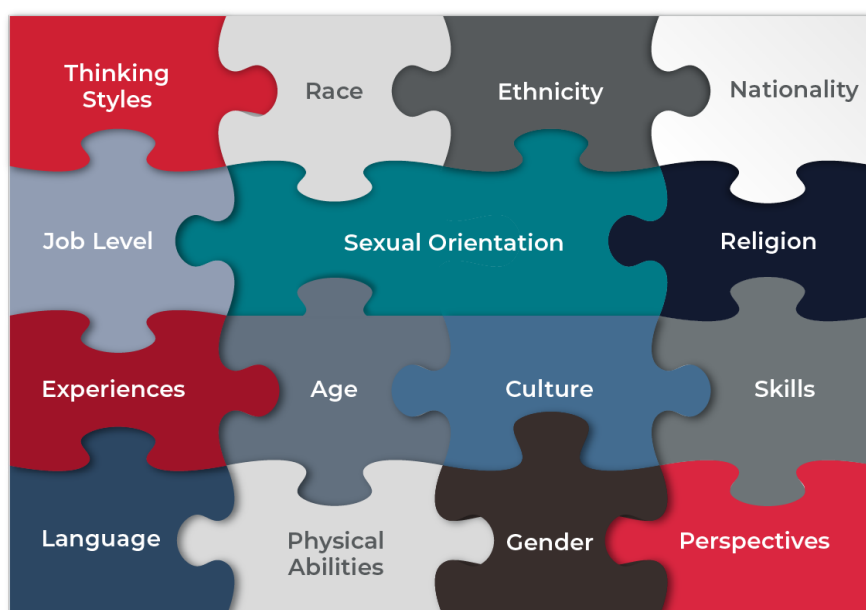 Thinking
Styles
Race
Ethnicity
Nationality
Job Level
Sexual Orientation
Religion
Experiences
Age
Culture
Skills
Language
Physical
Abilities
Gender
Perspectives